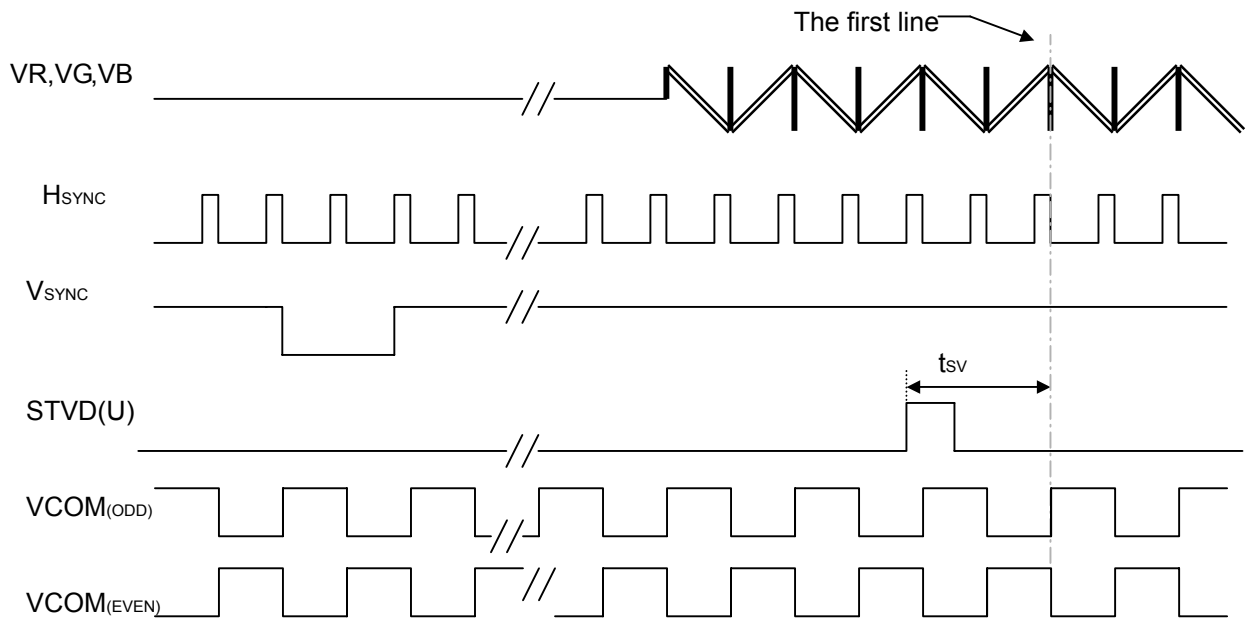 The first line
VR,VG,VB
HSYNC
VSYNC
tSV
STVD(U)
VCOM(ODD)
VCOM(EVEN)